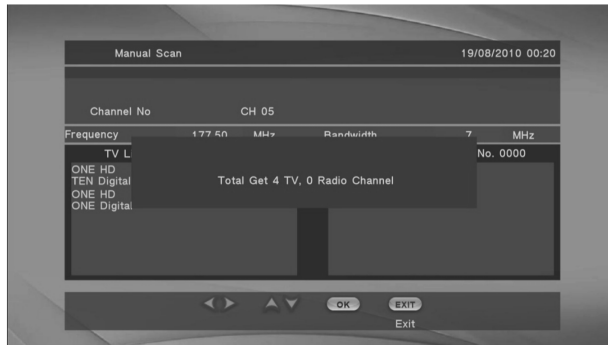 Manual Scan 19/08/2010 00:20
Channel No CH 05
Frequency 177.50 MHz Bandwidth 7 MHz
TV Li No. 0000
ONE HD
TEN Digital
Total Get 4 TV, 0 Radio Channel
ONE HD
ONE Digital
OK EXIT
Exit